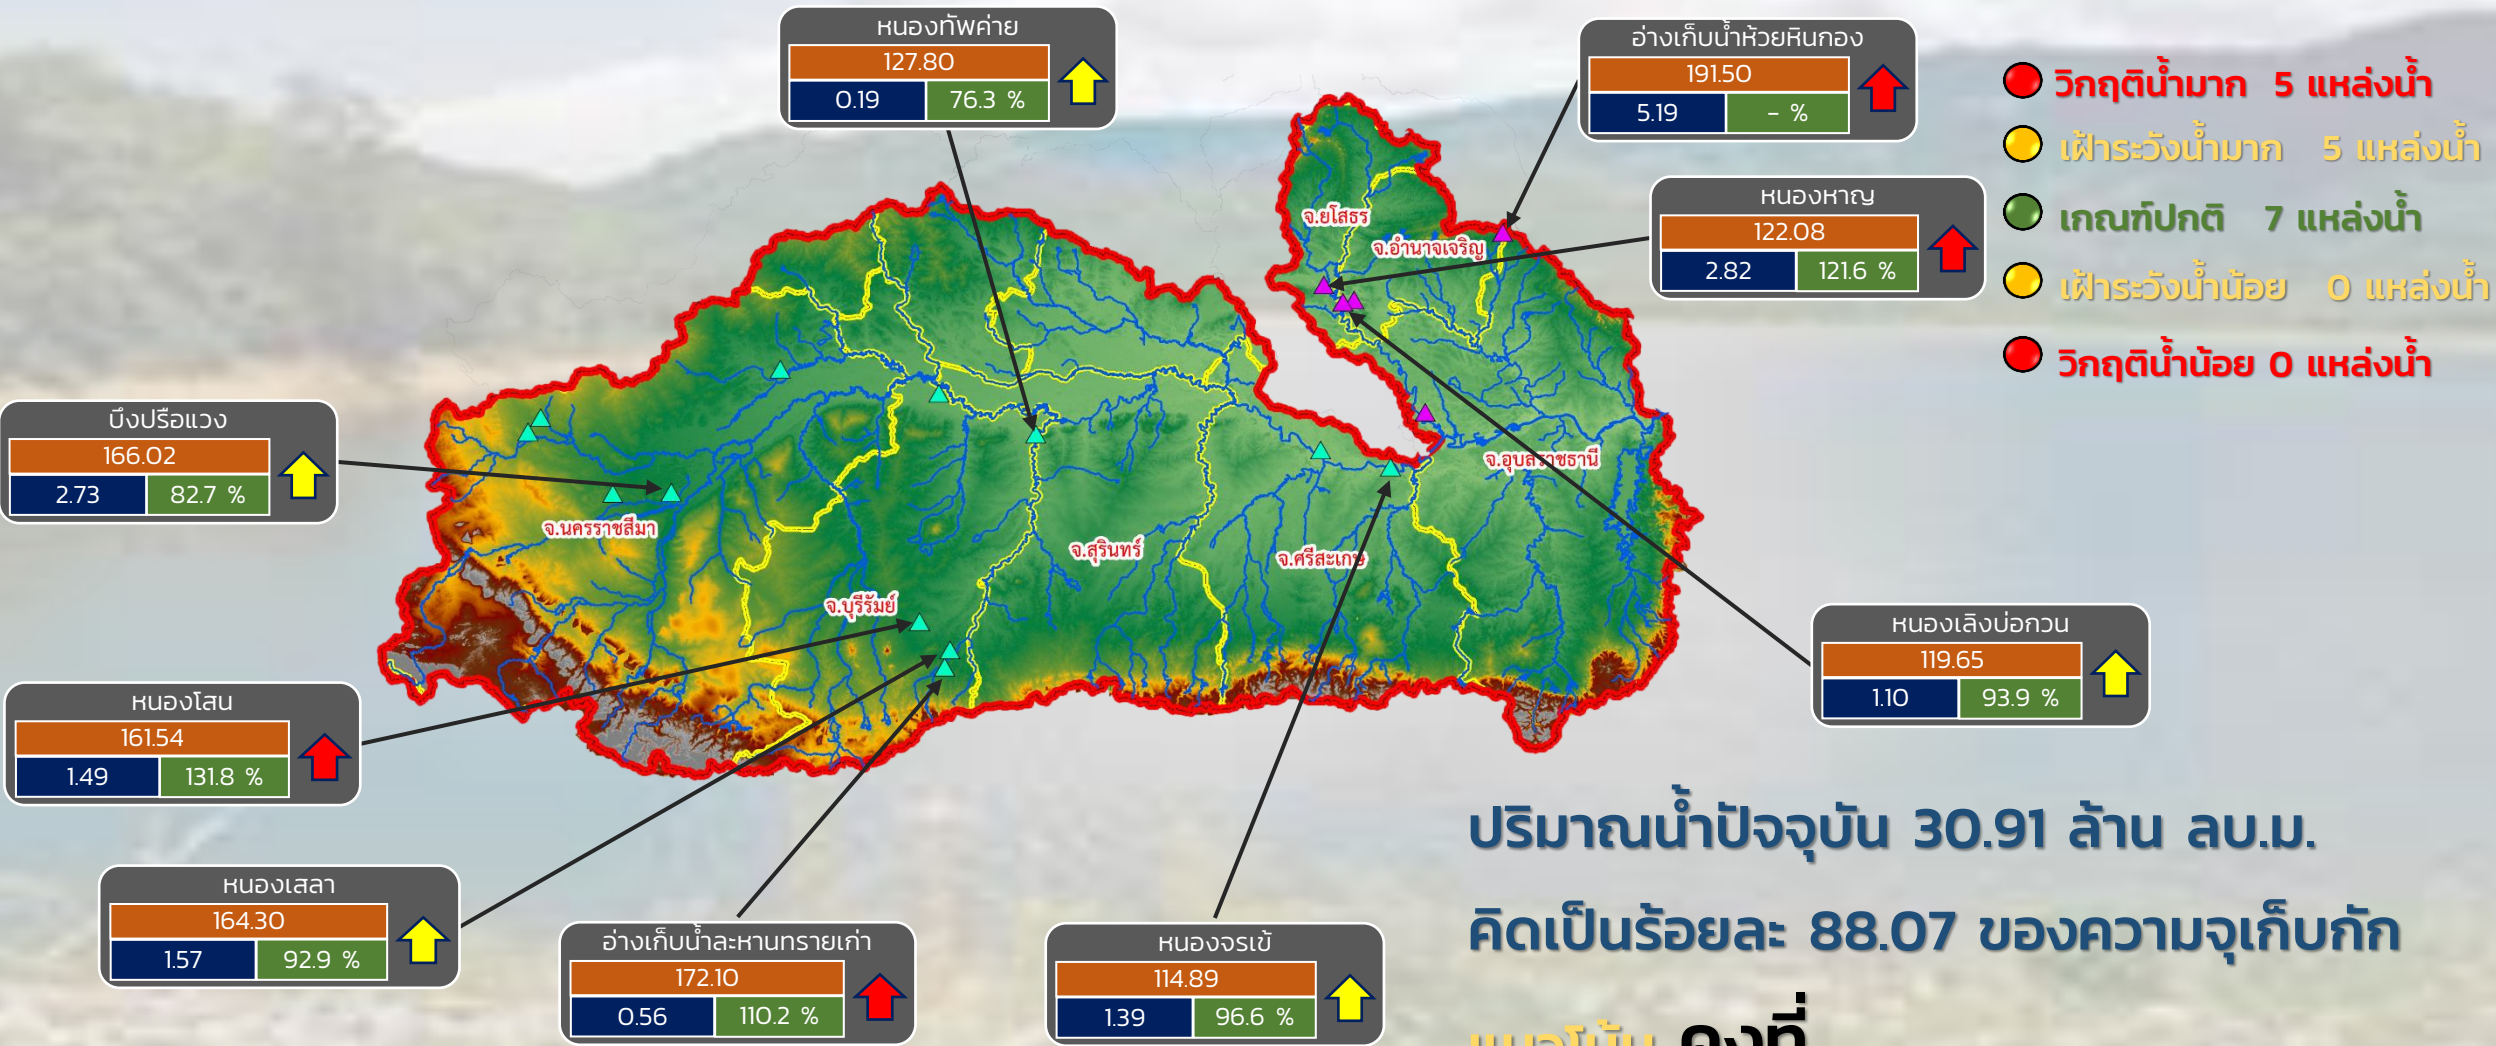 หนองทัพค่าย
127.80
0.19 76.3 %
อ่างเก็บน้ำห้วยหินกอง
191.50
5.19 - %
วิกฤติน้ำมาก 5 แหล่งน้ำ
เฝ้าระวังน้ำมาก 5 แหล่งน้ำ
เกณฑ์ปกติ 7 แหล่งน้ำ
เฝ้าระวังน้ำน้อย 0 แหล่งน้ำ
วิกฤติน้ำน้อย 0 แหล่งน้ำ
หนองหาญ
122.08
2.82 121.6 %
จ.ยโสธร
จ.อำนาจเจริญ
บึงปรือแวง
166.02
2.73 82.7 %
จ.อุบลราชธานี
จ.นครราชสีมา
จ.สุรินทร์
จ.ศรีสะเกษ
จ.บุรีรัมย์
หนองเลิงบ่อกวน
119.65
1.10 93.9 %
หนองโสน
161.54
1.49 131.8 %
หนองเสลา
164.30
1.57 92.9 %
อ่างเก็บน้ำละหานทรายเก่า
172.10
0.56 110.2 %
หนองจรเข้
114.89
1.39 96.6 %
ปริมาณน้ำปัจจุบัน 30.91 ล้าน ลบ.ม.
คิดเป็นร้อยละ 88.07 ของความจุเก็บกัก
แนวโน้ม คงที่